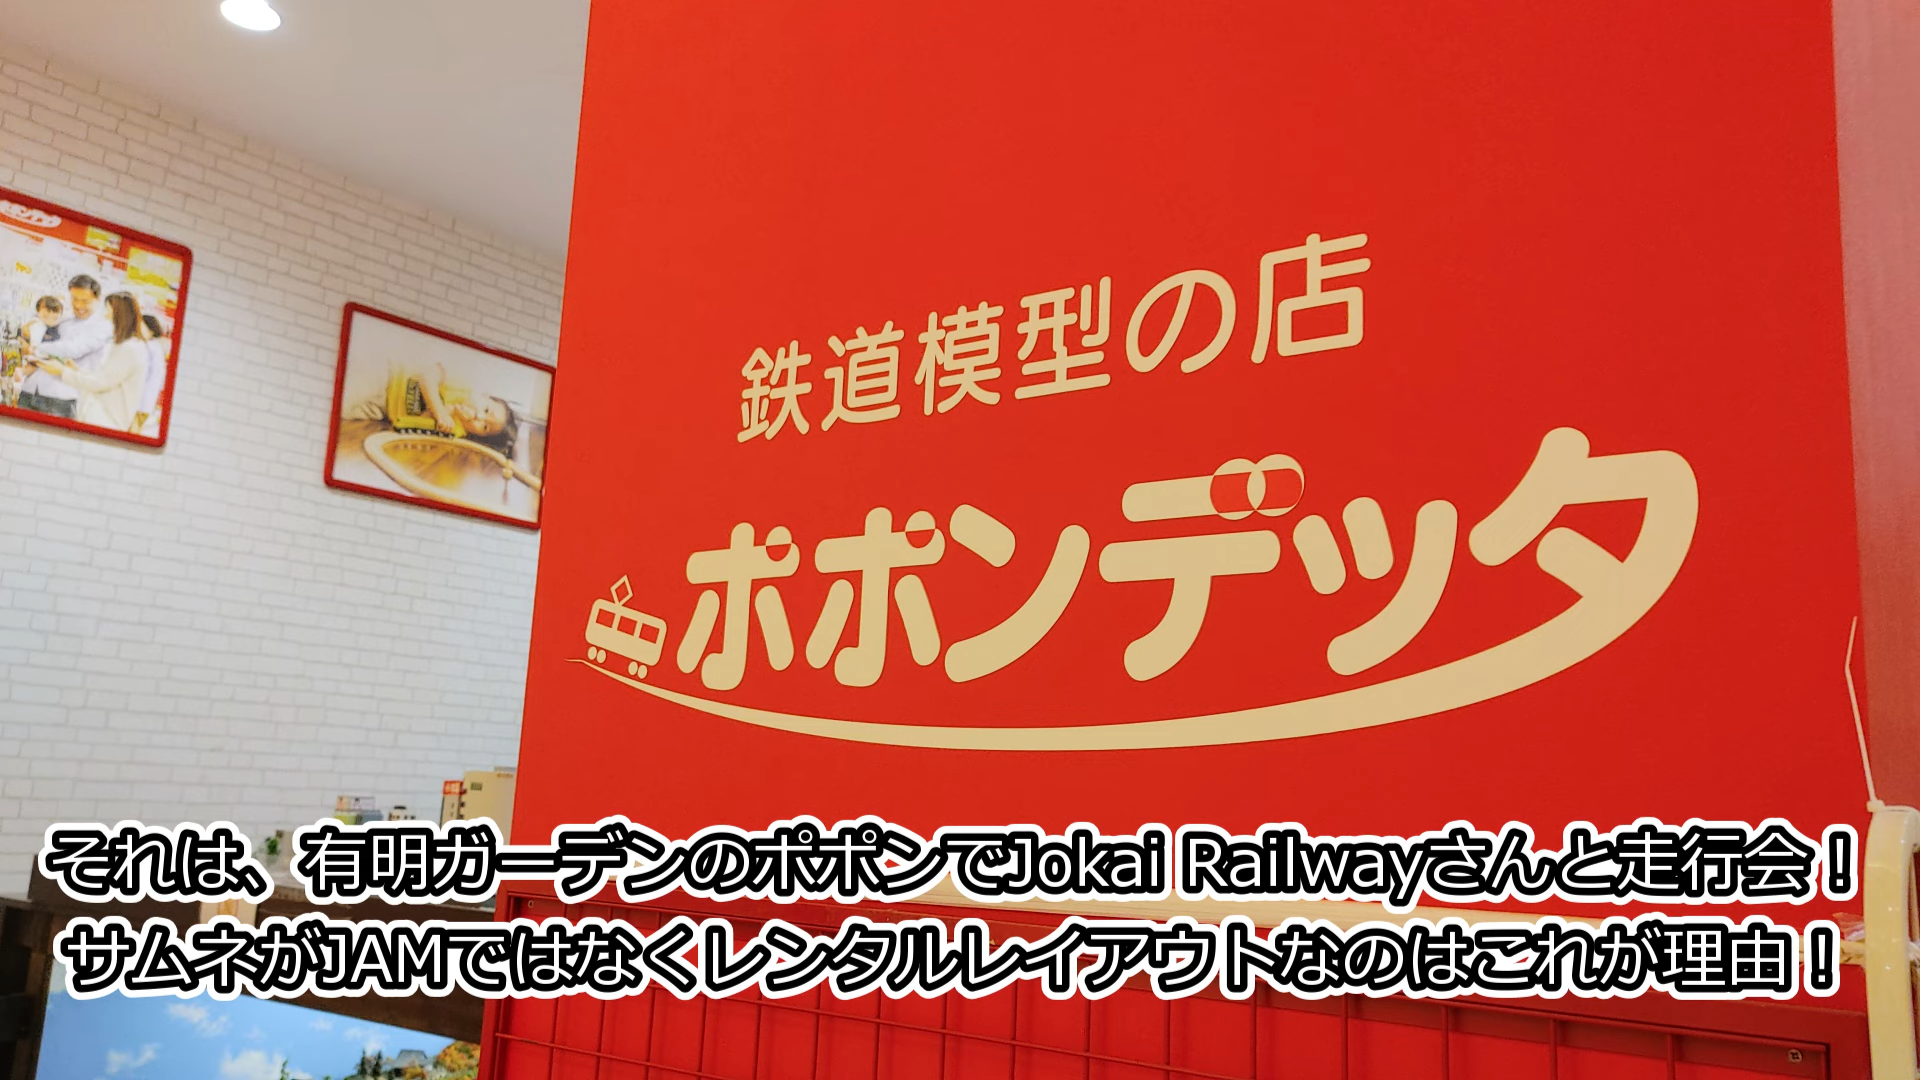 鉄道模型の店
ポポンデッタ
それは、有明ガーデンのポポンでJokai Railwayさんと走行会！
サムネがJAMではなくレンタルレイアウトなのはこれが理由！